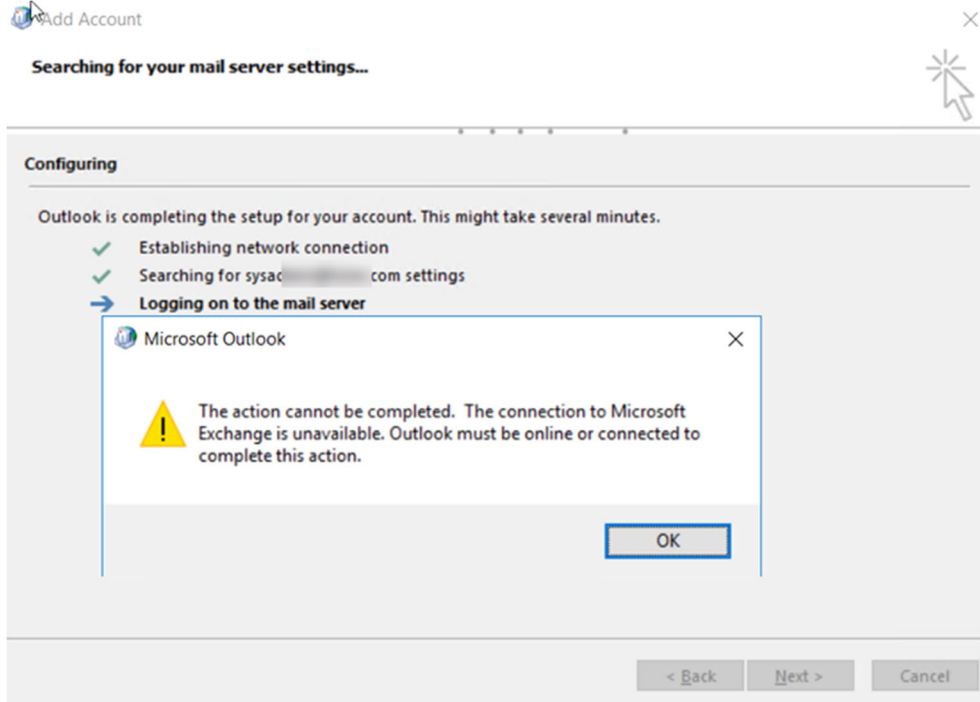 Add Account
Searching for your mail server settings...
Configuring
Outlook is completing the setup for your account. This might take several minutes.
Establishing network connection
Searching for com settings
Logging on to the mail server
Microsoft Outlook
The action cannot be completed. The connection to Microsoft
Exchange is unavailable. Outlook must be online or connected to
complete this action.
OK
< Back
Next >
Cancel